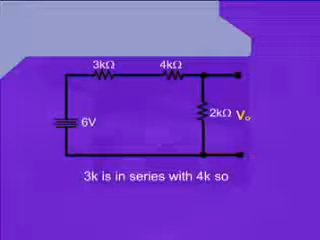 3kΩ 4kΩ
2kΩ Vo
6V
3k is in series with 4k so